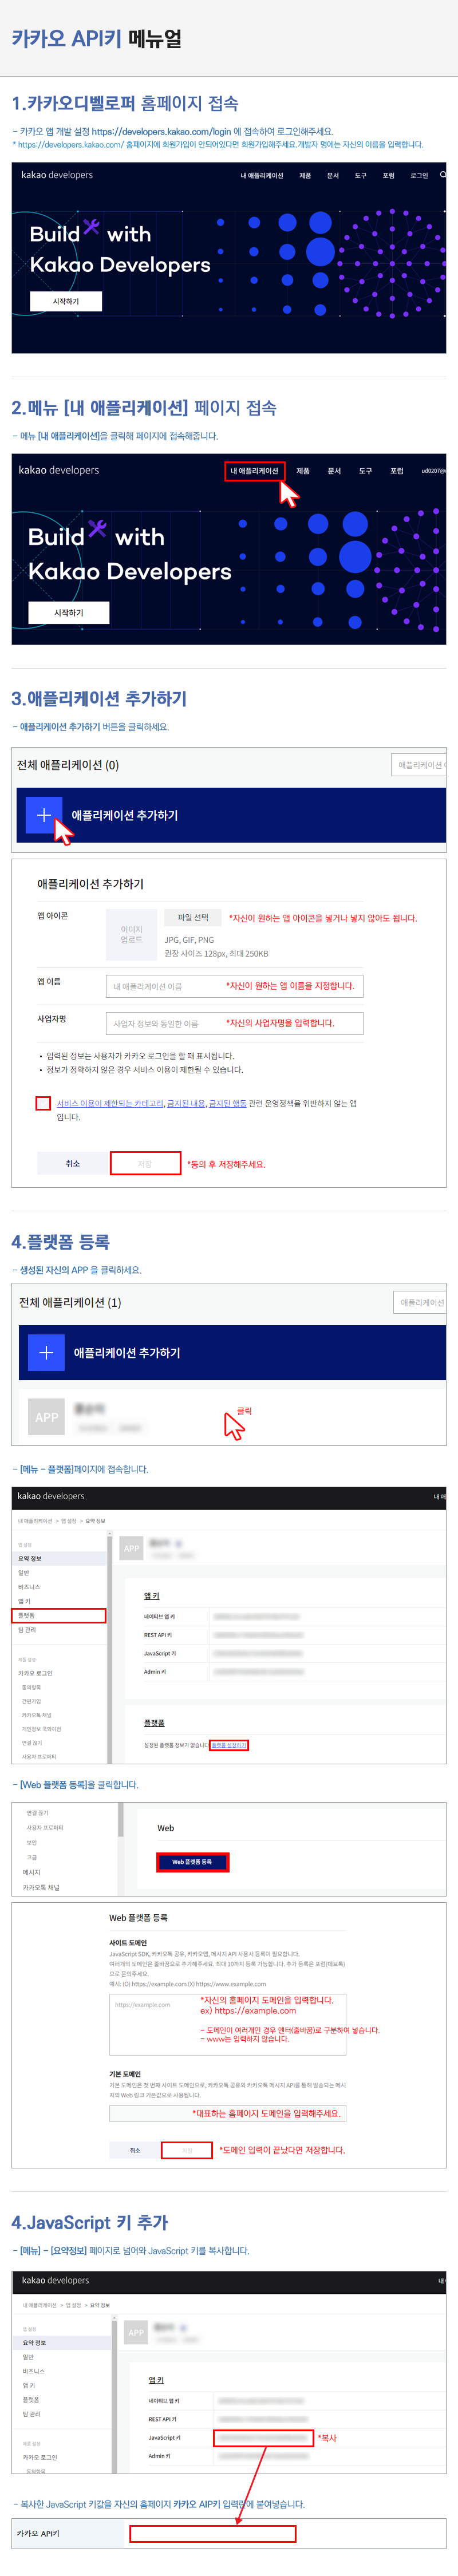 카카오 API키 메뉴얼
1.카카오디벨로퍼 홈페이지 접속
- 카카오 앱 개발 설정 https://developers.kakao.com/login 에 접속하여 로그인해주세요.
* https://developers.kakao.com/ 홈페이지에 회원가입이 안되어있다면 회원가입해주세요.개발자 명에는 자신의 이름을 입력합니다.
kakao developers 내 애플리케이션 제품 문서 도구 포럼 로그인
Build with
Kakao Developers
시작하기
2.메뉴 [내 애플리케이션] 페이지 접속
- 메뉴 [내 애플리케이션]을 클릭해 페이지에 접속해줍니다.
kakao developers 내 애플리케이션 제품 문서 도구 포럼 ud0207@
Build with
Kakao Developers
시작하기
3.애플리케이션 추가하기
- 애플리케이션 추가하기 버튼을 클릭하세요.
전체 애플리케이션 (0) 애플리케이션
애플리케이션 추가하기
애플리케이션 추가하기
앱 아이콘
이미지
업로드
파일 선택 *자신이 원하는 앱 아이콘을 넣거나 넣지 않아도 됩니다.
JPG, GIF, PNG
권장 사이즈 128px, 최대 250KB
앱 이름 내 애플리케이션 이름 *자신이 원하는 앱 이름을 지정합니다.
사업자명 사업자 정보와 동일한 이름 *자신의 사업자명을 입력합니다.
• 입력된 정보는 사용자가 카카오 로그인을 할 때 표시됩니다.
• 정보가 정확하지 않은 경우 서비스 이용이 제한될 수 있습니다.
서비스 이용이 제한되는 카테고리, 금지된 내용, 금지된 행동 관련 운영정책을 위반하지 않는 앱
입니다.
취소 저장 *동의 후 저장해주세요.
4.플랫폼 등록
- 생성된 자신의 APP 을 클릭하세요.
전체 애플리케이션 (1) 애플리케이션
애플리케이션 추가하기
APP 클릭
- [메뉴 - 플랫폼]페이지에 접속합니다.
kakao developers 내 애
내 애플리케이션 > 앱 설정 > 요약 정보
앱 설정
요약 정보
일반
비즈니스
앱 키
플랫폼
팀 관리
제품 설정
카카오 로그인
동의항목
간편가입
카카오톡 채널
개인정보 국외이전
연결 끊기
사용자 프로퍼티
APP
앱 키
네이티브 앱 키
REST API 키
JavaScript 키
Admin 키
플랫폼
설정된 플랫폼 정보가 없습니다 플랫폼 설정하기
- [Web 플랫폼 등록]을 클릭합니다.
연결 끊기
사용자 프로퍼티
보안
고급
메시지
카카오톡 채널
Web
Web 플랫폼 등록
Web 플랫폼 등록
사이트 도메인
JavaScript SDK, 카카오톡 공유, 카카오맵, 메시지 API 사용시 등록이 필요합니다.
여러개의 도메인은 줄바꿈으로 추가해주세요. 최대 10까지 등록 가능합니다. 추가 등록은 포럼(데브톡)
으로 문의주세요.
예시: (O) https://example.com (X) https://www.example.com
https://example.com
*자신의 홈페이지 도메인을 입력합니다.
ex) https://example.com
- 도메인이 여러개인 경우 엔터(줄바꿈)로 구분하여 넣습니다.
- www는 입력하지 않습니다.
기본 도메인
기본 도메인은 첫 번째 사이트 도메인으로, 카카오톡 공유와 카카오톡 메시지 API를 통해 발송되는 메시
지의 Web 링크 기본값으로 사용됩니다.
*대표하는 홈페이지 도메인을 입력해주세요.
취소 저장 *도메인 입력이 끝났다면 저장합니다.
4.JavaScript 키 추가
- [메뉴] - [요약정보] 페이지로 넘어와 JavaScript 키를 복사합니다.
kakao developers 내
내 애플리케이션 > 앱 설정 > 요약 정보
앱 설정
요약 정보
일반
비즈니스
앱 키
플랫폼
팀 관리
제품 설정
카카오 로그인
동의항목
APP
앱 키
네이티브 앱 키
REST API 키
JavaScript 키 *복사
Admin 키
- 복사한 JavaScript 키값을 자신의 홈페이지 카카오 AIP키 입력란에 붙여넣습니다.
카카오 API키